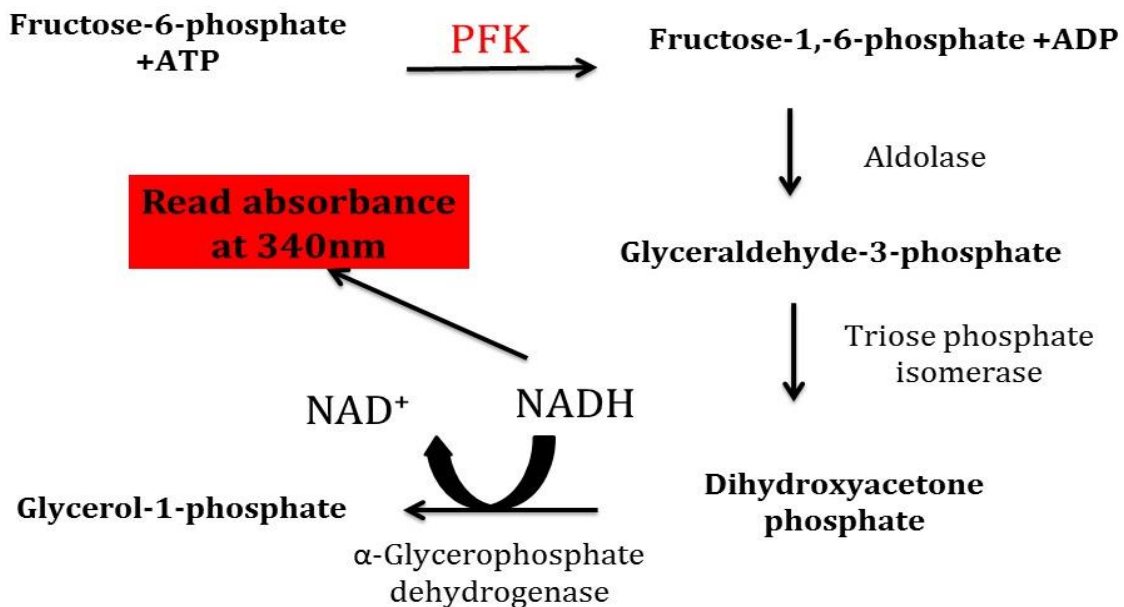 Fructose-6-phosphate
+ATP
PFK
Fructose-1,-6-phosphate +ADP
Aldolase
Read absorbance
at 340nm
Glyceraldehyde-3-phosphate
Triose phosphate
isomerase
NAD⁺
NADH
Dihydroxyacetone
phosphate
Glycerol-1-phosphate
α-Glycerophosphate
dehydrogenase